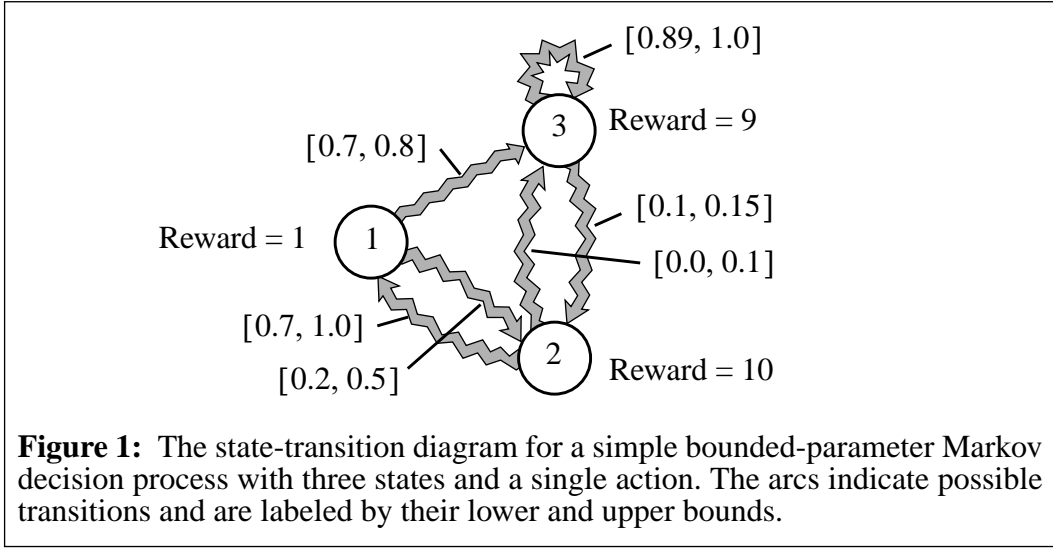 [0.89, 1.0]
3
Reward = 9
[0.7, 0.8]
[0.1, 0.15]
Reward = 1
1
[0.0, 0.1]
[0.7, 1.0]
2
[0.2, 0.5]
Reward = 10
Figure 1: The state-transition diagram for a simple bounded-parameter Markov
decision process with three states and a single action. The arcs indicate possible
transitions and are labeled by their lower and upper bounds.